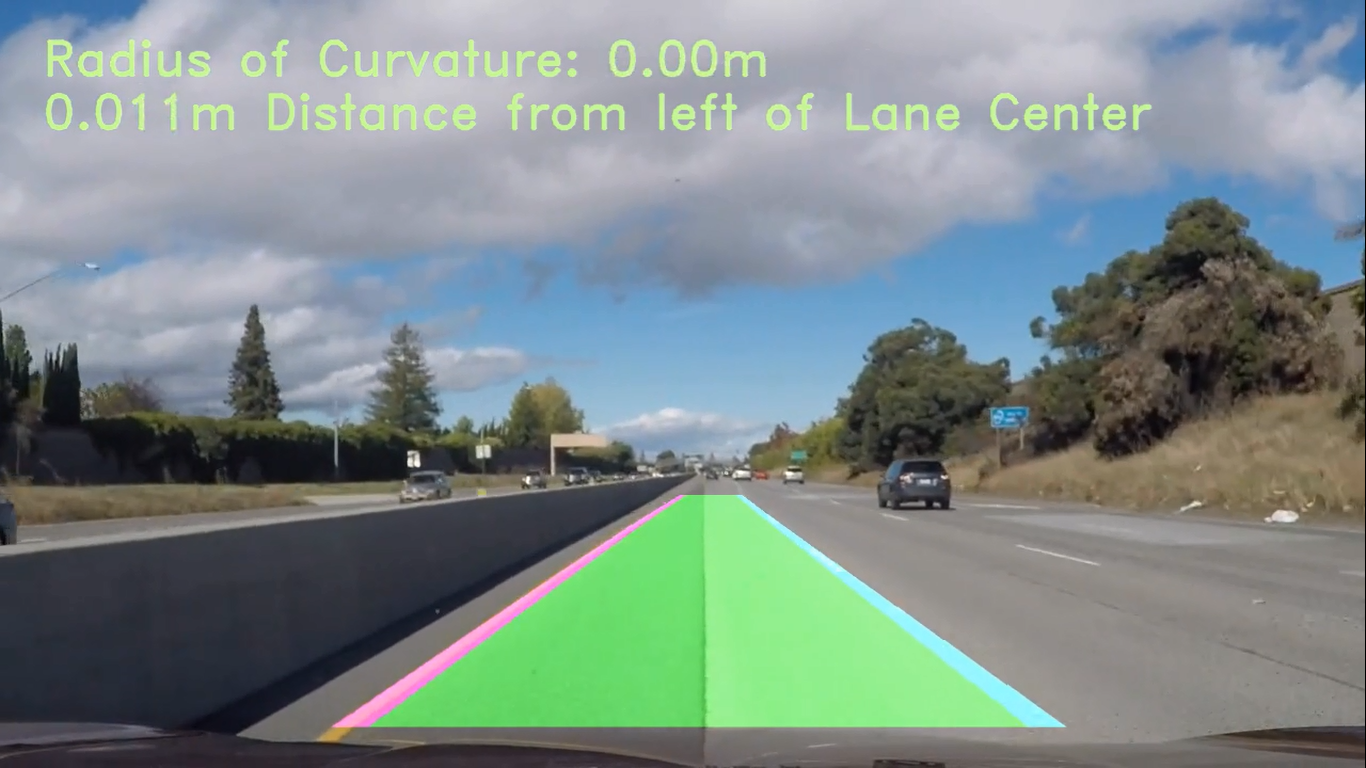 Radius of Curvature: 0.00m
0.011m Distance from left of Lane Center